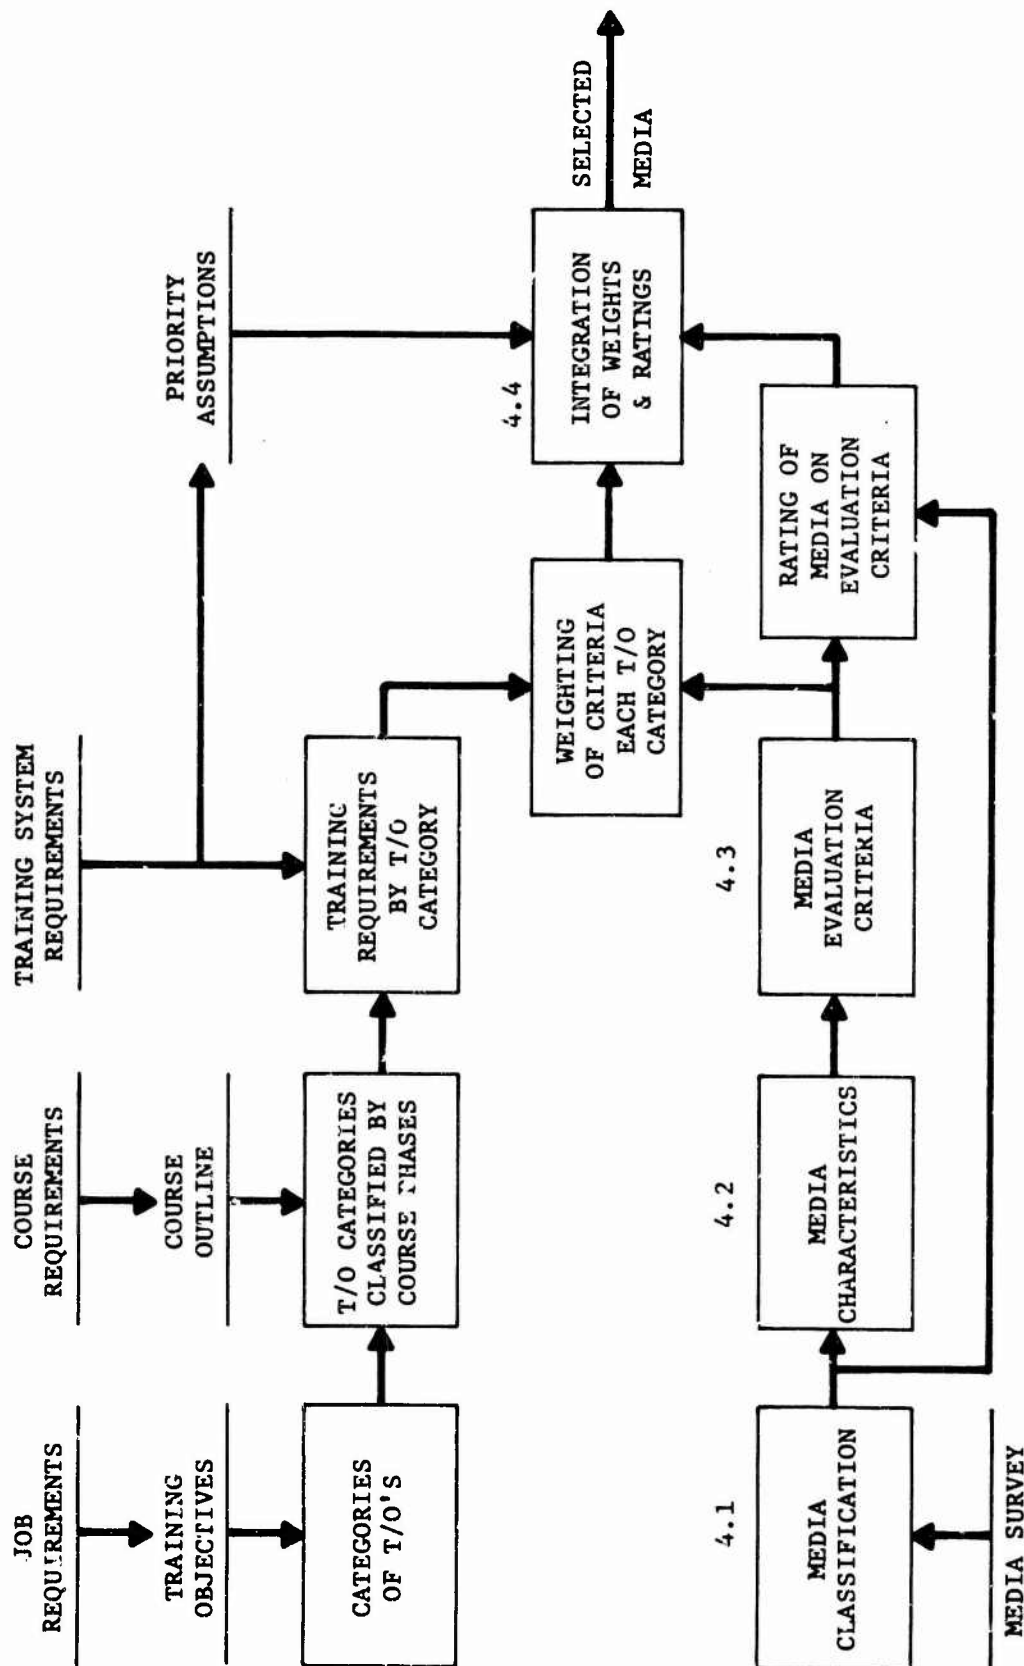 JOB
REQUIREMENTS
TRAINING
OBJECTIVES
CATEGORIES
OF T/O'S
COURSE
REQUIREMENTS
COURSE
OUTLINE
T/O CATEGORIES
CLASSIFIED BY
COURSE PHASES
TRAINING SYSTEM
REQUIREMENTS
TRAINING
REQUIREMENTS
BY T/O
CATEGORY
PRIORITY
ASSUMPTIONS
WEIGHTING
OF CRITERIA
EACH T/O
CATEGORY
4.4
INTEGRATION
OF WEIGHTS
& RATINGS
SELECTED
MEDIA
4.1
MEDIA
CLASSIFICATION
MEDIA SURVEY
4.2
MEDIA
CHARACTERISTICS
4.3
MEDIA
EVALUATION
CRITERIA
RATING OF
MEDIA ON
EVALUATION
CRITERIA